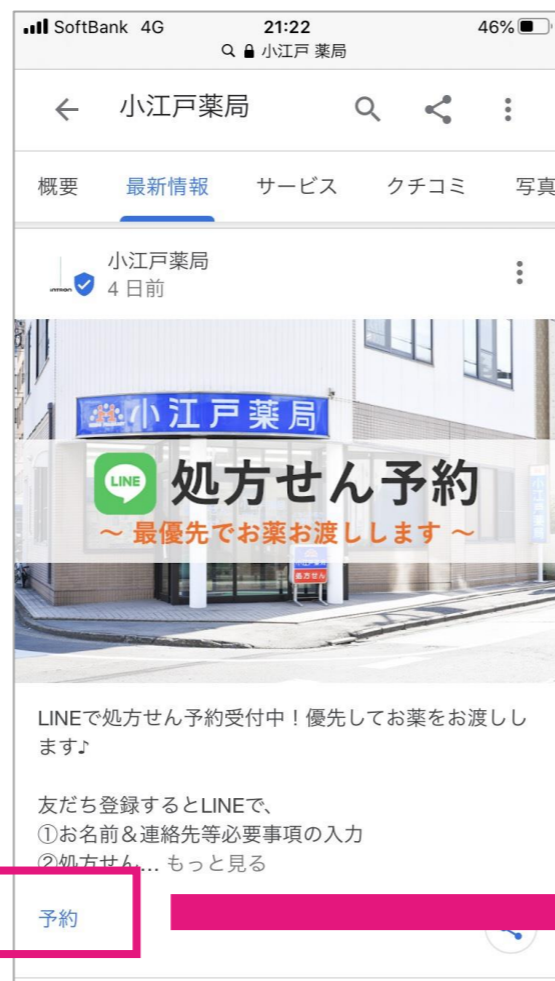 SoftBank 4G 21:22 46%
小江戸 薬局
小江戸薬局
概要 最新情報 サービス クチコミ 写真
小江戸薬局
4 日前
小江戸薬局
LINE 処方せん予約
〜 最優先でお薬お渡しします 〜
処方せん
LINEで処方せん予約受付中！優先してお薬をお渡しし
ます♪
友だち登録するとLINEで、
①お名前＆連絡先等必要事項の入力
②処方せん... もっと見る
予約